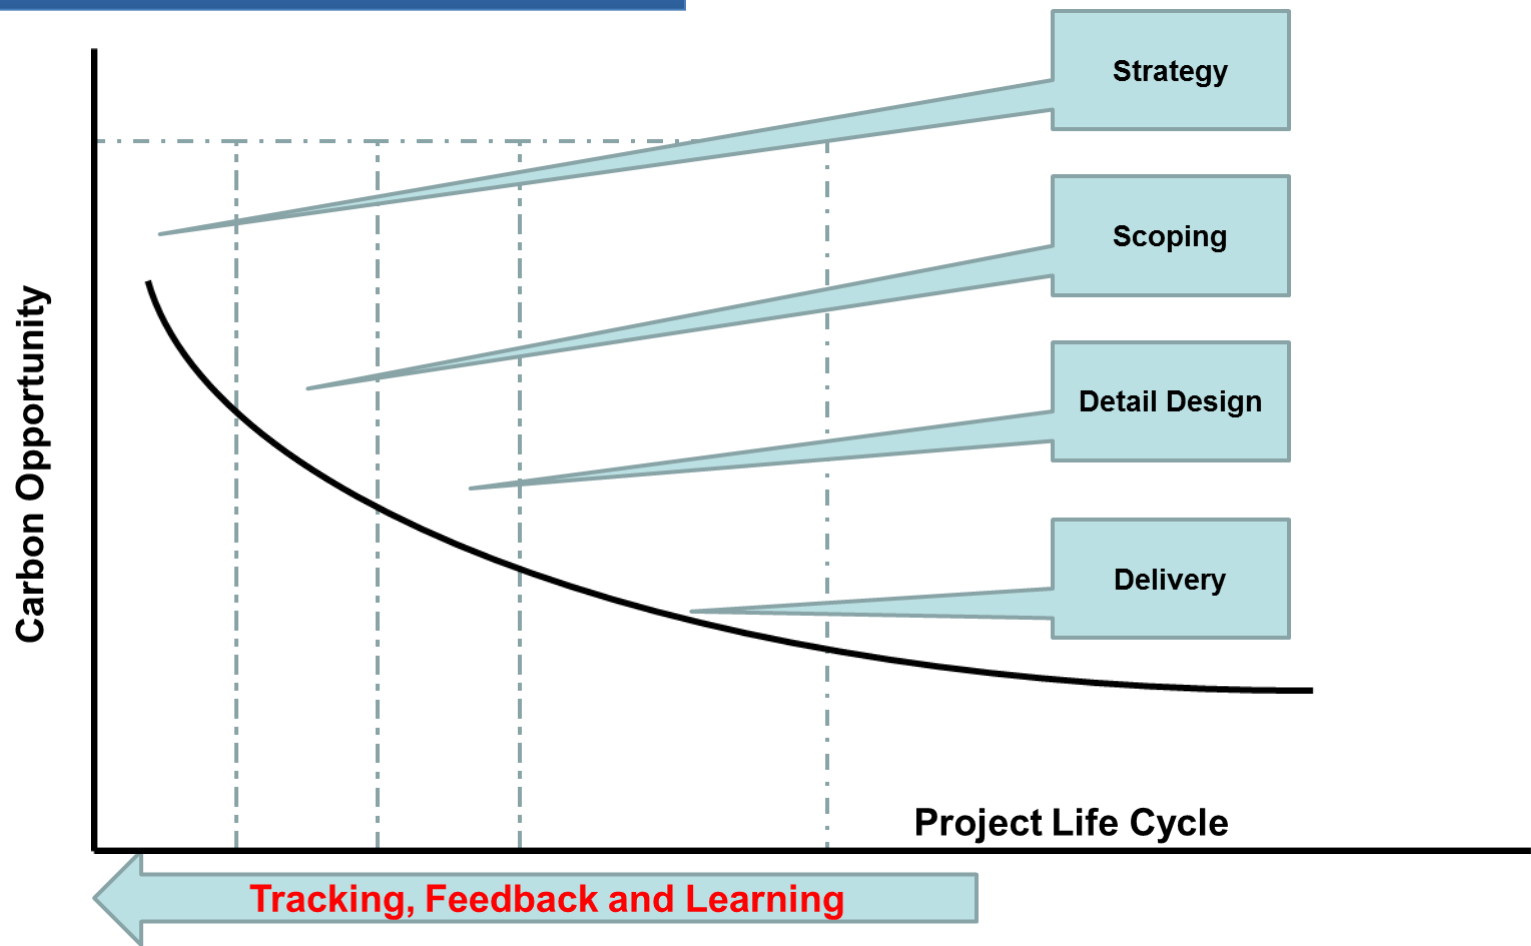 Strategy
Scoping
Detail Design
Delivery
Carbon Opportunity
Project Life Cycle
Tracking, Feedback and Learning